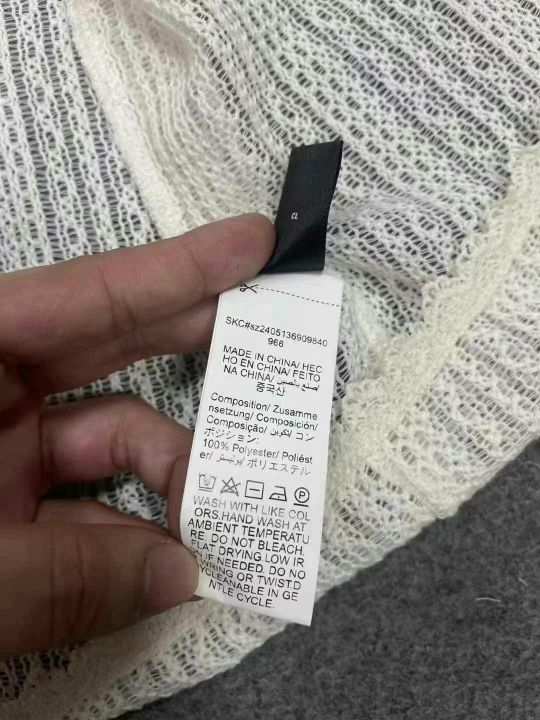 CL
SKC#sz2405136909840
966
MADE IN CHINA/ HEC
HO EN CHINA/ FEITO
NA CHINA/ صنع بالصين/
중국산
Composition/ Zusamme
nsetzung/ Composición/
Composição/ تكوين/ コン
ポジション:
100% Polyester/ Poliést
er/ بوليستر/ ポリエステル
P
WASH WITH LIKE COL
ORS.HAND WASH AT
AMBIENT TEMPERATU
RE. DO NOT BLEACH.
FLAT DRYING.LOW IR
ON IF NEEDED. DO NO
WRING OR TWIST.D
YCLEANABLE IN GE
NTLE CYCLE.